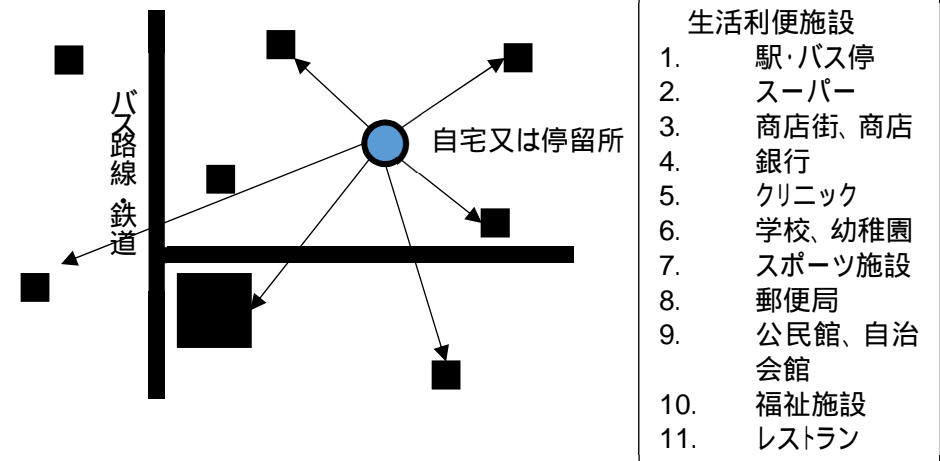 バス路線・鉄道
自宅又は停留所
生活利便施設
1. 駅・バス停
2. スーパー
3. 商店街、商店
4. 銀行
5. クリニック
6. 学校、幼稚園
7. スポーツ施設
8. 郵便局
9. 公民館、自治
会館
10. 福祉施設
11. レストラン